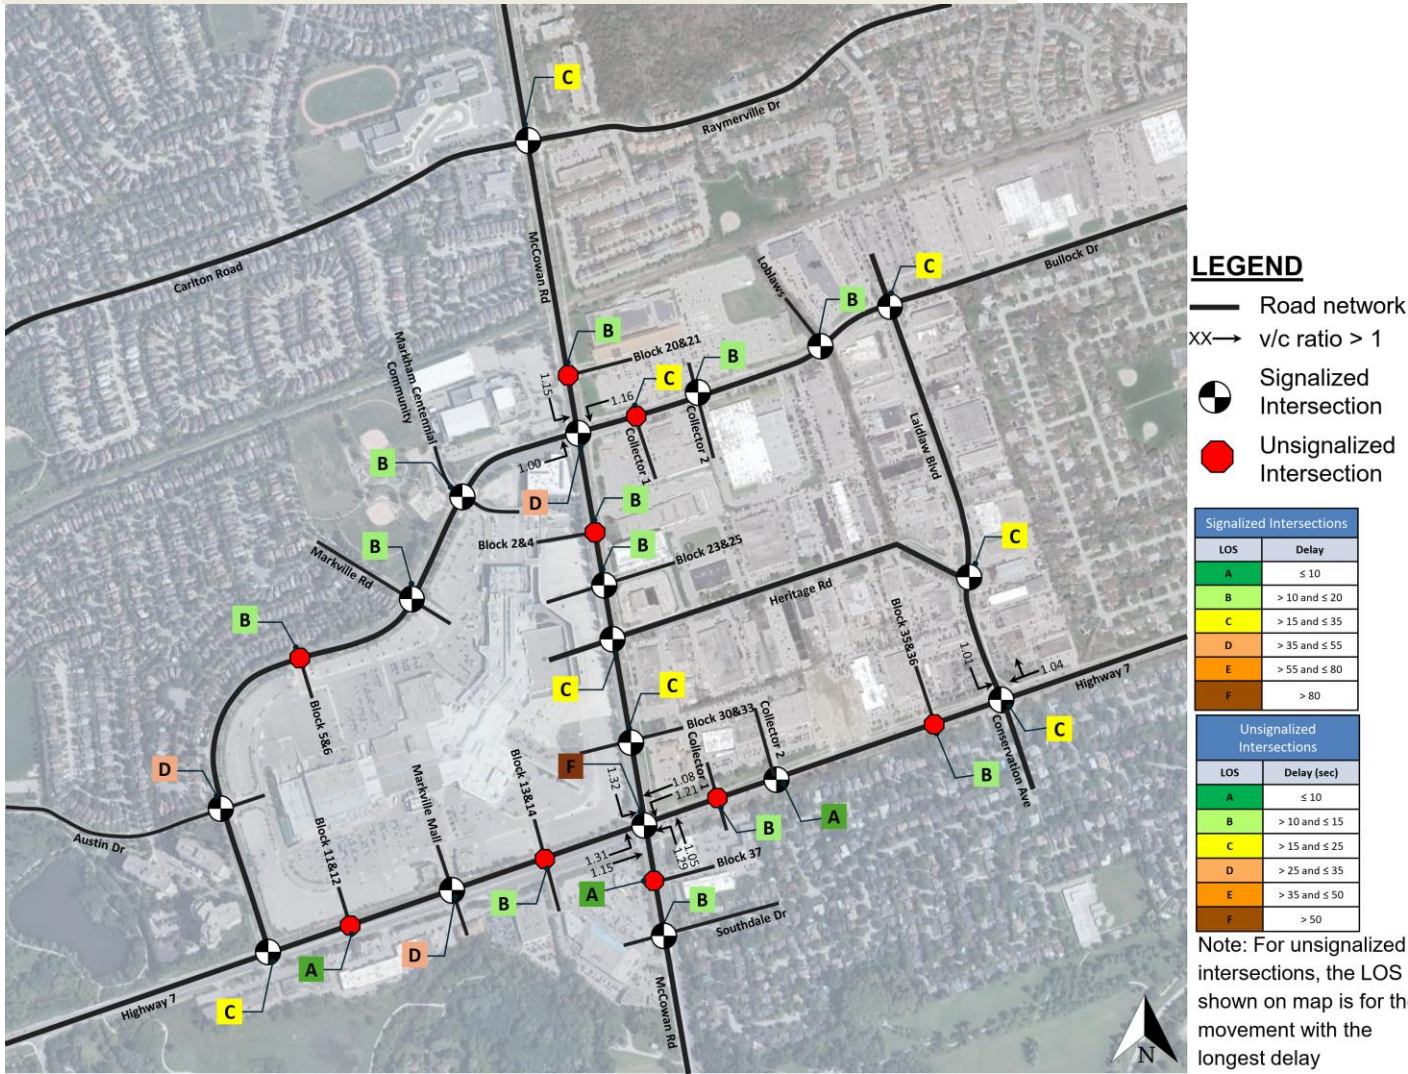 C
Raymerville Dr
Carlton Road
McCowan Rd
Loblaws
B
C
Bullock Dr
B
Block 20&21
B
C
1.15
1.16
Markham Centennial
Community
Collector 1
Collector 2
Laidlaw Blvd
1.00
B
D
B
Block 2&4
B
Block 23&25
B
Markville Rd
C
Heritage Rd
Block 35&36
B
C
C
1.01
1.04
Highway 7
Block 5&6
Block 30&33
Collector 2
Collector 1
C
Conservation Ave
D
F
1.32
1.08
1.21
B
Block 13&14
Markville Mall
B
A
Austin Dr
Block 11&12
1.31
1.15
1.05
1.29
Block 37
B
A
B
Southdale Dr
D
A
C
Highway 7
McCowan Rd
N
LEGEND
Road network
XX v/c ratio > 1
Signalized
Intersection
Unsignalized
Intersection
Signalized Intersections
LOS Delay
A ≤ 10
B > 10 and ≤ 20
C > 15 and ≤ 35
D > 35 and ≤ 55
E > 55 and ≤ 80
F > 80
Unsignalized
Intersections
LOS Delay (sec)
A ≤ 10
B > 10 and ≤ 15
C > 15 and ≤ 25
D > 25 and ≤ 35
E > 35 and ≤ 50
F > 50
Note: For unsignalized
intersections, the LOS
shown on map is for th
movement with the
longest delay